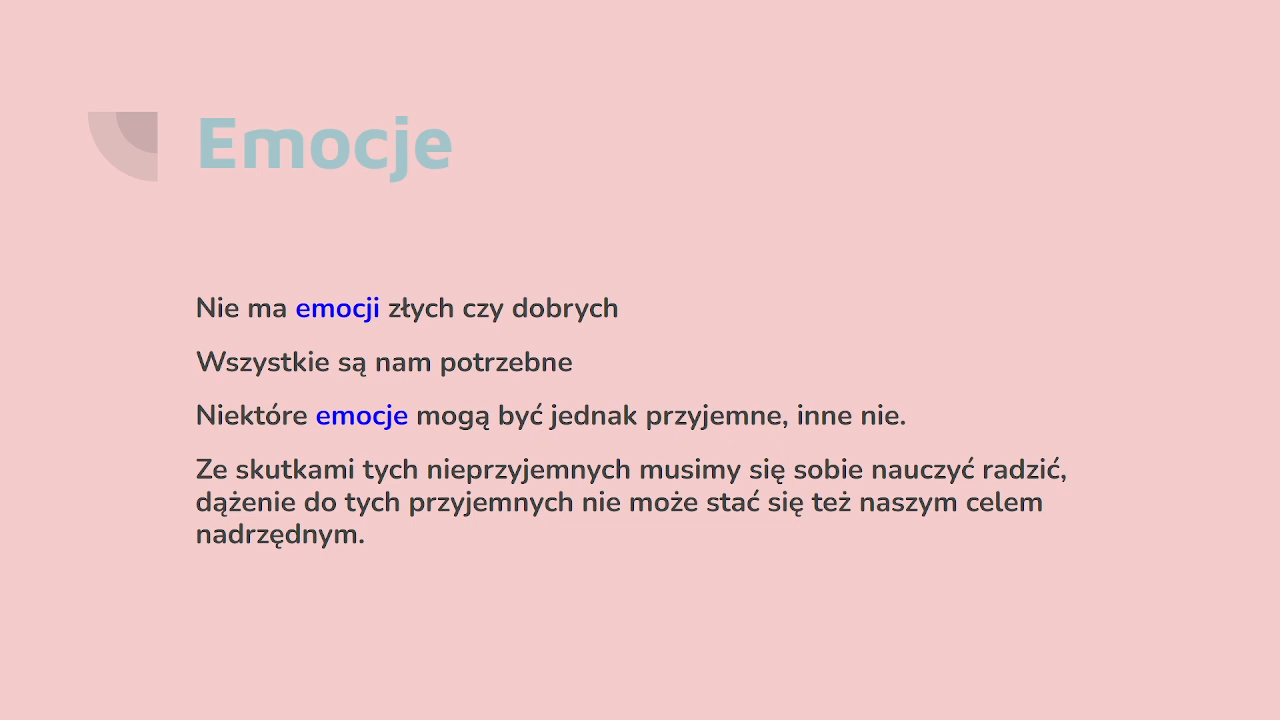 Emocje
Nie ma emocji złych czy dobrych
Wszystkie są nam potrzebne
Niektóre emocje mogą być jednak przyjemne, inne nie.
Ze skutkami tych nieprzyjemnych musimy się sobie nauczyć radzić,
dążenie do tych przyjemnych nie może stać się też naszym celem
nadrzędnym.